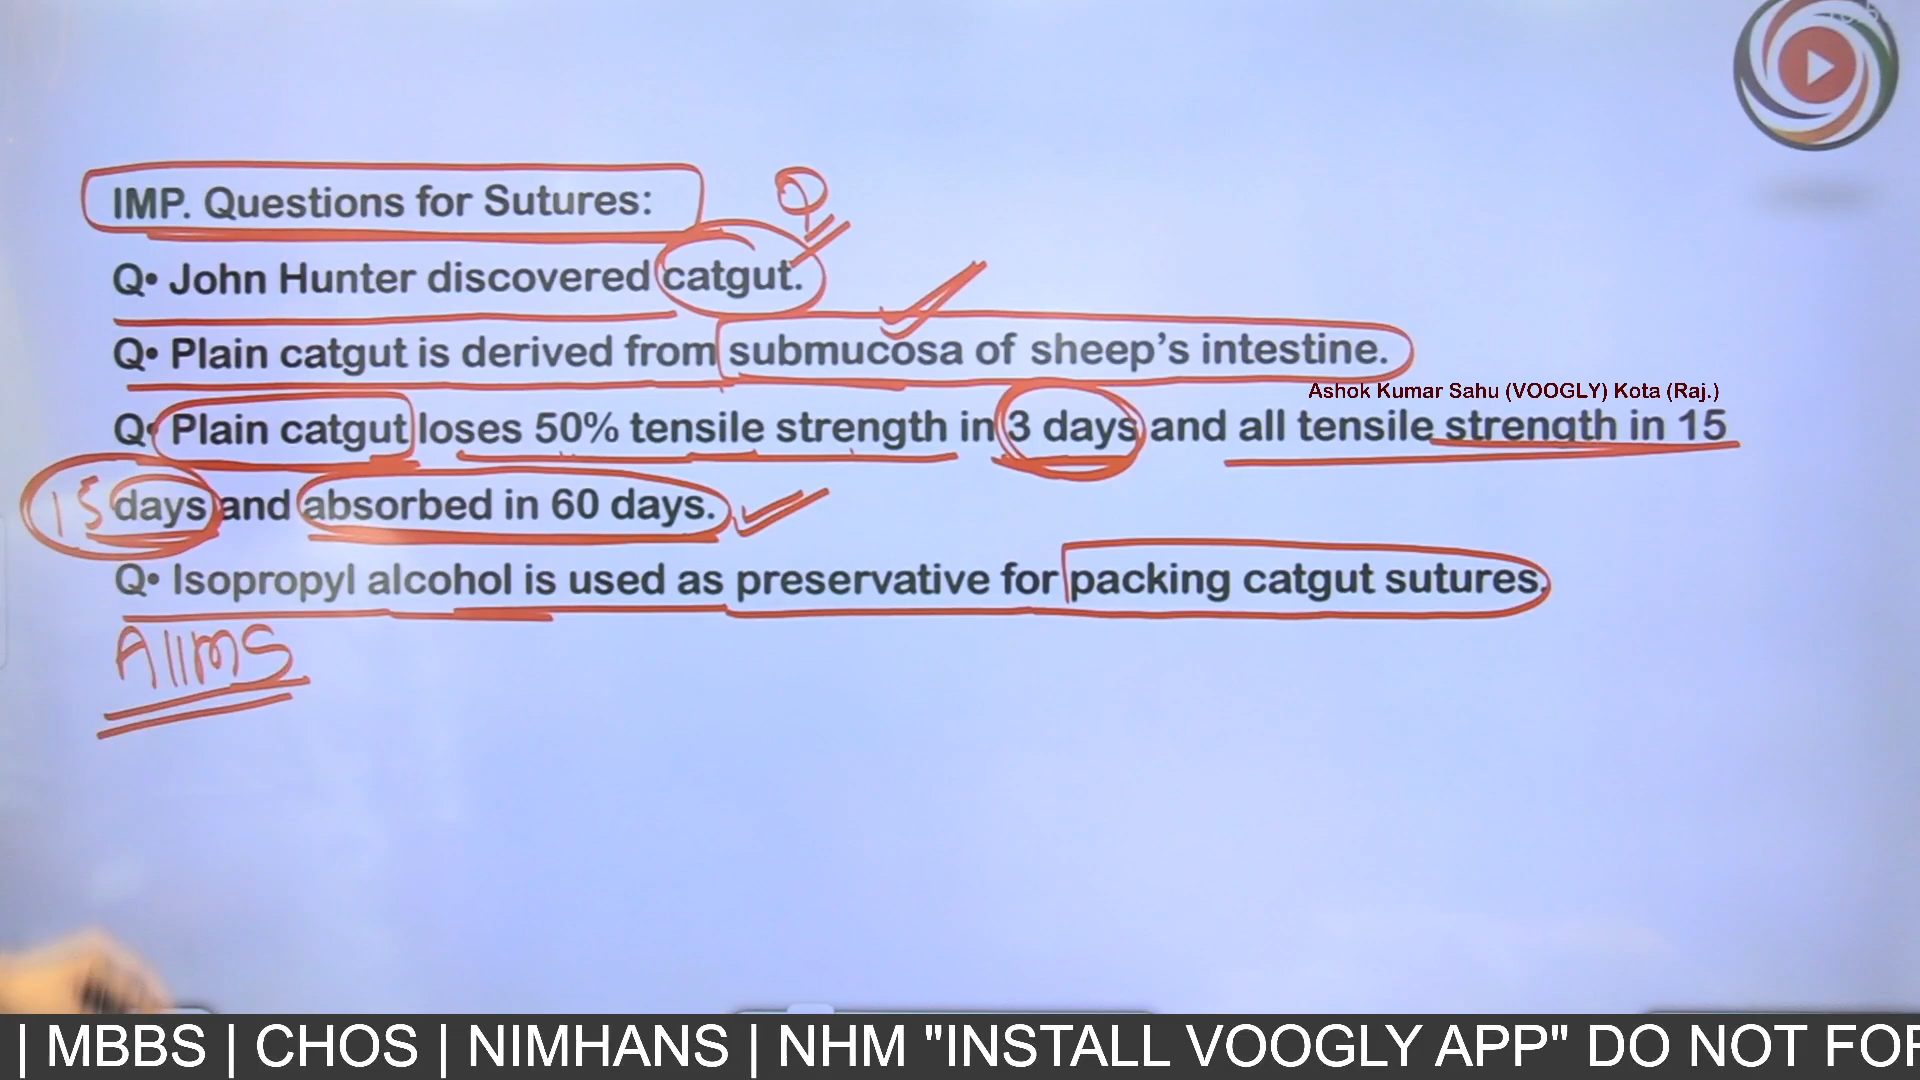 IMP. Questions for Sutures:
Q
Q• John Hunter discovered catgut.
Q• Plain catgut is derived from submucosa of sheep’s intestine.
Ashok Kumar Sahu (VOOGLY) Kota (Raj.)
Q• Plain catgut loses 50% tensile strength in 3 days and all tensile strength in 15
15 days and absorbed in 60 days.
Q• Isopropyl alcohol is used as preservative for packing catgut sutures.
AIIMS
| MBBS | CHOS | NIMHANS | NHM "INSTALL VOOGLY APP" DO NOT FOR